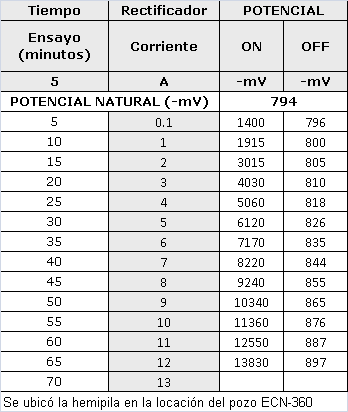 Tiempo Rectificador POTENCIAL
Ensayo (minutos) Corriente ON OFF
5 A -mV -mV
POTENCIAL NATURAL (-mV) 794
5 0.1 1400 796
10 1 1915 800
15 2 3015 805
20 3 4030 810
25 4 5060 818
30 5 6120 826
35 6 7170 835
40 7 8220 844
45 8 9240 855
50 9 10340 865
55 10 11360 876
60 11 12550 887
65 12 13830 897
70 13
Se ubicó la hemipila en la locación del pozo ECN-360